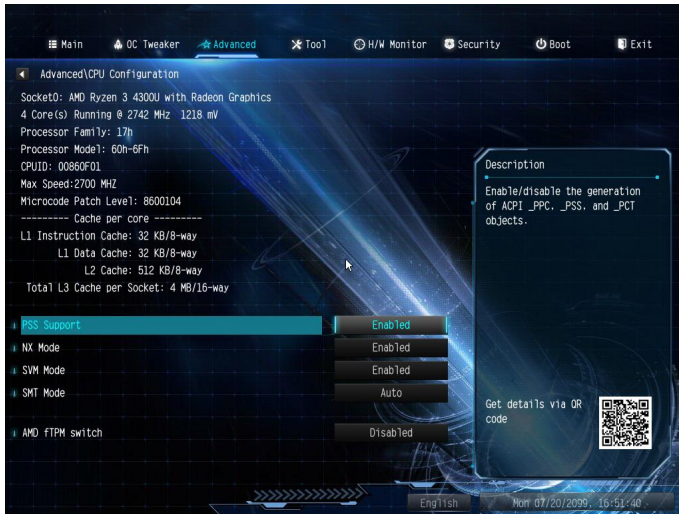 Main
OC Tweaker
Advanced
Tool
H/W Monitor
Security
Boot
Exit
Advanced\CPU Configuration
Socket0: AMD Ryzen 3 4300U with Radeon Graphics
4 Core(s) Running @ 2742 MHz 1218 mV
Processor Family: 17h
Processor Model: 60h-6Fh
CPUID: 00860F01
Max Speed:2700 MHZ
Microcode Patch Level: 8600104
--------- Cache per core ---------
L1 Instruction Cache: 32 KB/8-way
L1 Data Cache: 32 KB/8-way
L2 Cache: 512 KB/8-way
Total L3 Cache per Socket: 4 MB/16-way
PSS Support Enabled
NX Mode Enabled
SVM Mode Enabled
SMT Mode Auto
AMD fTPM switch Disabled
Description
Enable/disable the generation
of ACPI _PPC. _PSS. and _PCT
objects.
Get details via QR
code
English
Mon 07/20/2099. 16:51:40